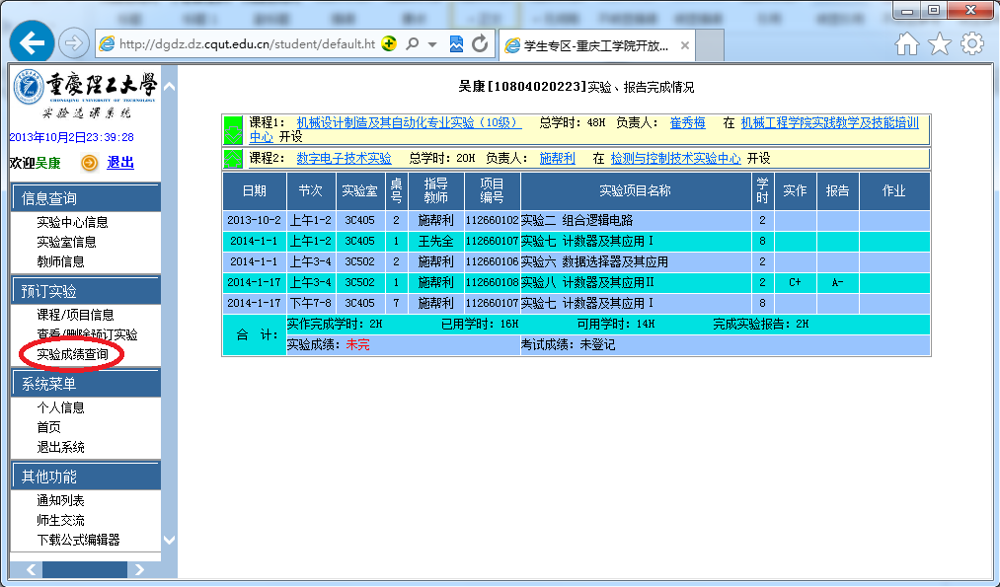 http://dgdz.dz.cqut.edu.cn/student/default.ht
学生专区-重庆工学院开放...
重慶理工大學
CHONGQING UNIVERSITY OF TECHNOLOGY
实验选课系统
2013年10月2日23:39:28
欢迎吴康 退出
信息查询
实验中心信息
实验室信息
教师信息
预订实验
课程/项目信息
查看/删除预订实验
实验成绩查询
系统菜单
个人信息
首页
退出系统
其他功能
通知列表
师生交流
下载公式编辑器
吴康[10804020223]实验、报告完成情况
课程1: 机械设计制造及其自动化专业实验（10级） 总学时: 48H 负责人: 崔秀梅 在 机械工程学院实践教学及技能培训
中心 开设
课程2: 数字电子技术实验 总学时: 20H 负责人: 施帮利 在 检测与控制技术实验中心 开设
日期 节次 实验室 桌号 指导教师 项目编号 实验项目名称 学时 实作 报告 作业
2013-10-2 上午1-2 3C405 2 施帮利 112660102 实验二 组合逻辑电路 2
2014-1-1 上午1-2 3C405 1 王先全 112660107 实验七 计数器及其应用Ⅰ 8
2014-1-1 上午3-4 3C502 2 施帮利 112660106 实验六 数据选择器及其应用 2
2014-1-17 上午3-4 3C502 1 施帮利 112660108 实验八 计数器及其应用Ⅱ 2 C+ A-
2014-1-17 下午7-8 3C405 7 施帮利 112660107 实验七 计数器及其应用Ⅰ 8
合 计: 实作完成学时: 2H 已用学时: 16H 可用学时: 14H 完成实验报告: 2H
实验成绩: 未完 考试成绩: 未登记